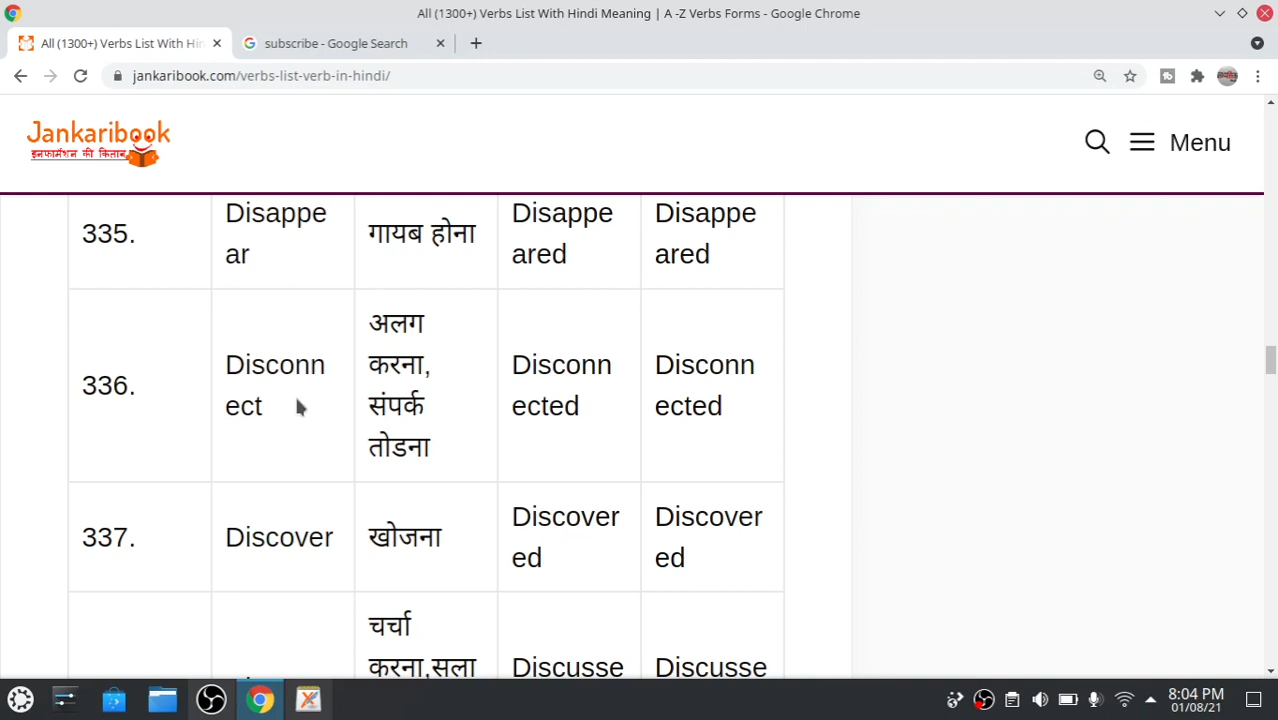 All (1300+) Verbs List With Hindi Meaning | A -Z Verbs Forms - Google Chrome
All (1300+) Verbs List With Hin
subscribe - Google Search
jankaribook.com/verbs-list-verb-in-hindi/
Jankaribook
इनफार्मेशन की किताब
Menu
335.
Disappe
ar
गायब होना
Disappe
ared
Disappe
ared
336.
Disconn
ect
अलग
करना,
संपर्क
तोडना
Disconn
ected
Disconn
ected
337.
Discover
खोजना
Discover
ed
Discover
ed
चर्चा
करना,सला
Discusse
Discusse
8:04 PM
01/08/21